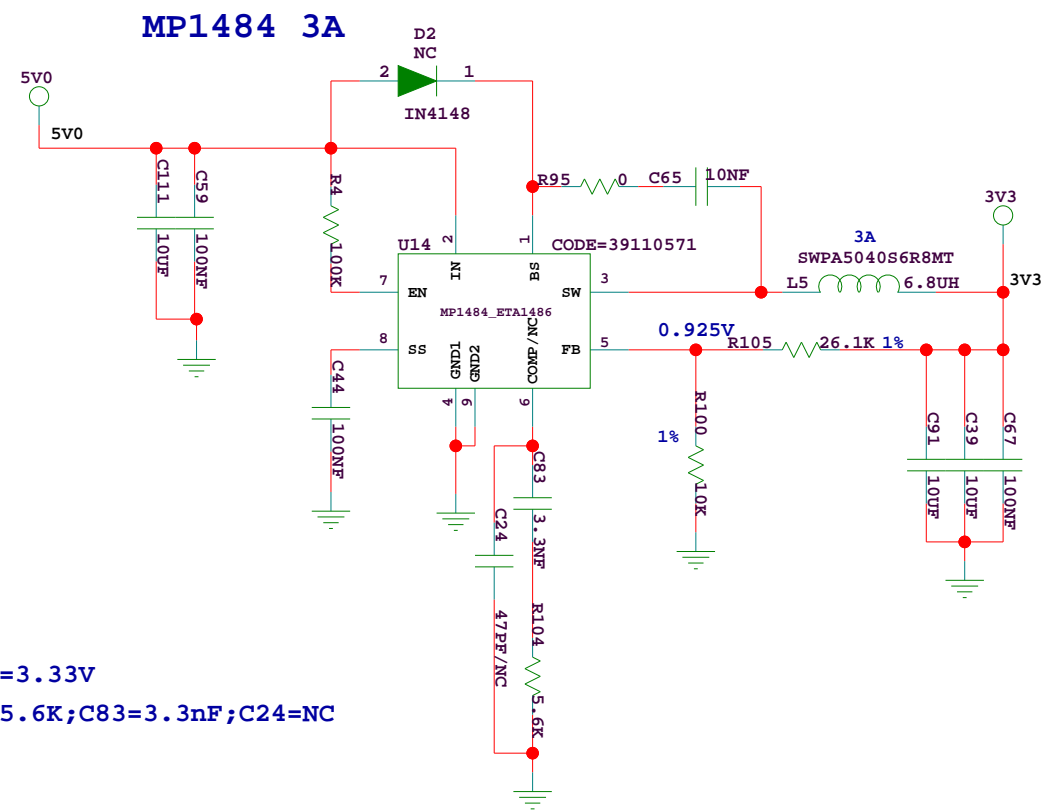 MP1484 3A
D2
NC
2
1
IN4148
5V0
5V0
C111
10UF
C59
100NF
R4
100K
R95
0
C65
10NF
3V3
3A
SWPA5040S6R8MT
L5
6.8UH
3V3
U14
CODE=39110571
2
1
IN
BS
7
EN
SW
3
MP1484_ETA1486
8
SS
FB
5
GND1
GND2
COMP/NC
4
9
6
0.925V
R105
26.1K
1%
C44
100NF
R100
1%
10K
C91
10UF
C39
10UF
C67
100NF
C83
3.3NF
C24
47PF/NC
R104
5.6K
=3.33V
5.6K;C83=3.3nF;C24=NC